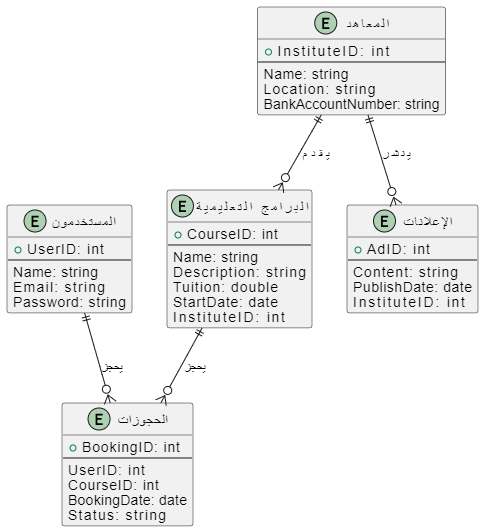 E المعاهد
InstituteID: int
Name: string
Location: string
BankAccountNumber: string
يقدم
ينشر
E البرامج التعليمية
CourseID: int
Name: string
Description: string
Tuition: double
StartDate: date
InstituteID: int
E المستخدمون
UserID: int
Name: string
Email: string
Password: string
E الإعلانات
AdID: int
Content: string
PublishDate: date
InstituteID: int
يحجز
يحجز
E الحجوزات
BookingID: int
UserID: int
CourseID: int
BookingDate: date
Status: string